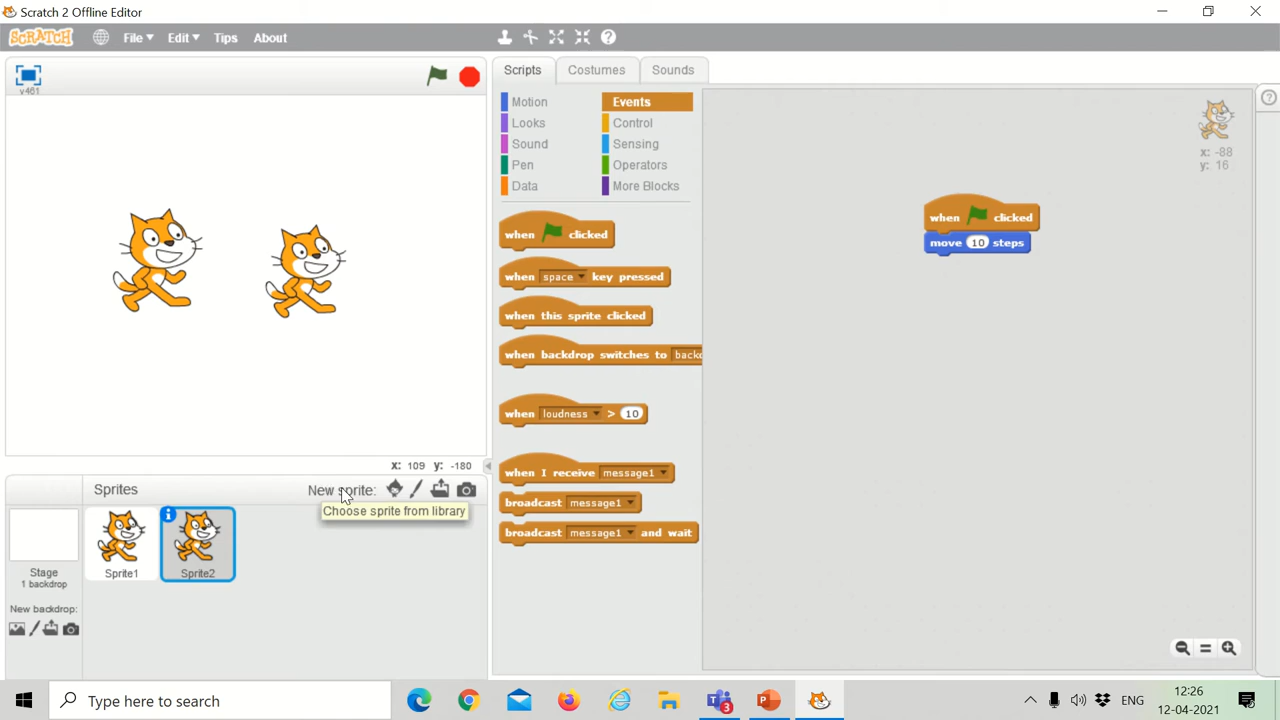 Scratch 2 Offline Editor
SCRATCH File Edit Tips About
v461
Scripts Costumes Sounds
Motion Events
Looks Control
Sound Sensing
Pen Operators
Data More Blocks
when clicked
when space key pressed
when this sprite clicked
when backdrop switches to backd
when loudness > 10
when I receive message1
broadcast message1
broadcast message1 and wait
when clicked
move 10 steps
x: -88
y: 16
x: 109 y: -180
Sprites New sprite:
Choose sprite from library
Stage
1 backdrop
New backdrop:
Sprite1
Sprite2
Type here to search
3
ENG
12:26
12-04-2021